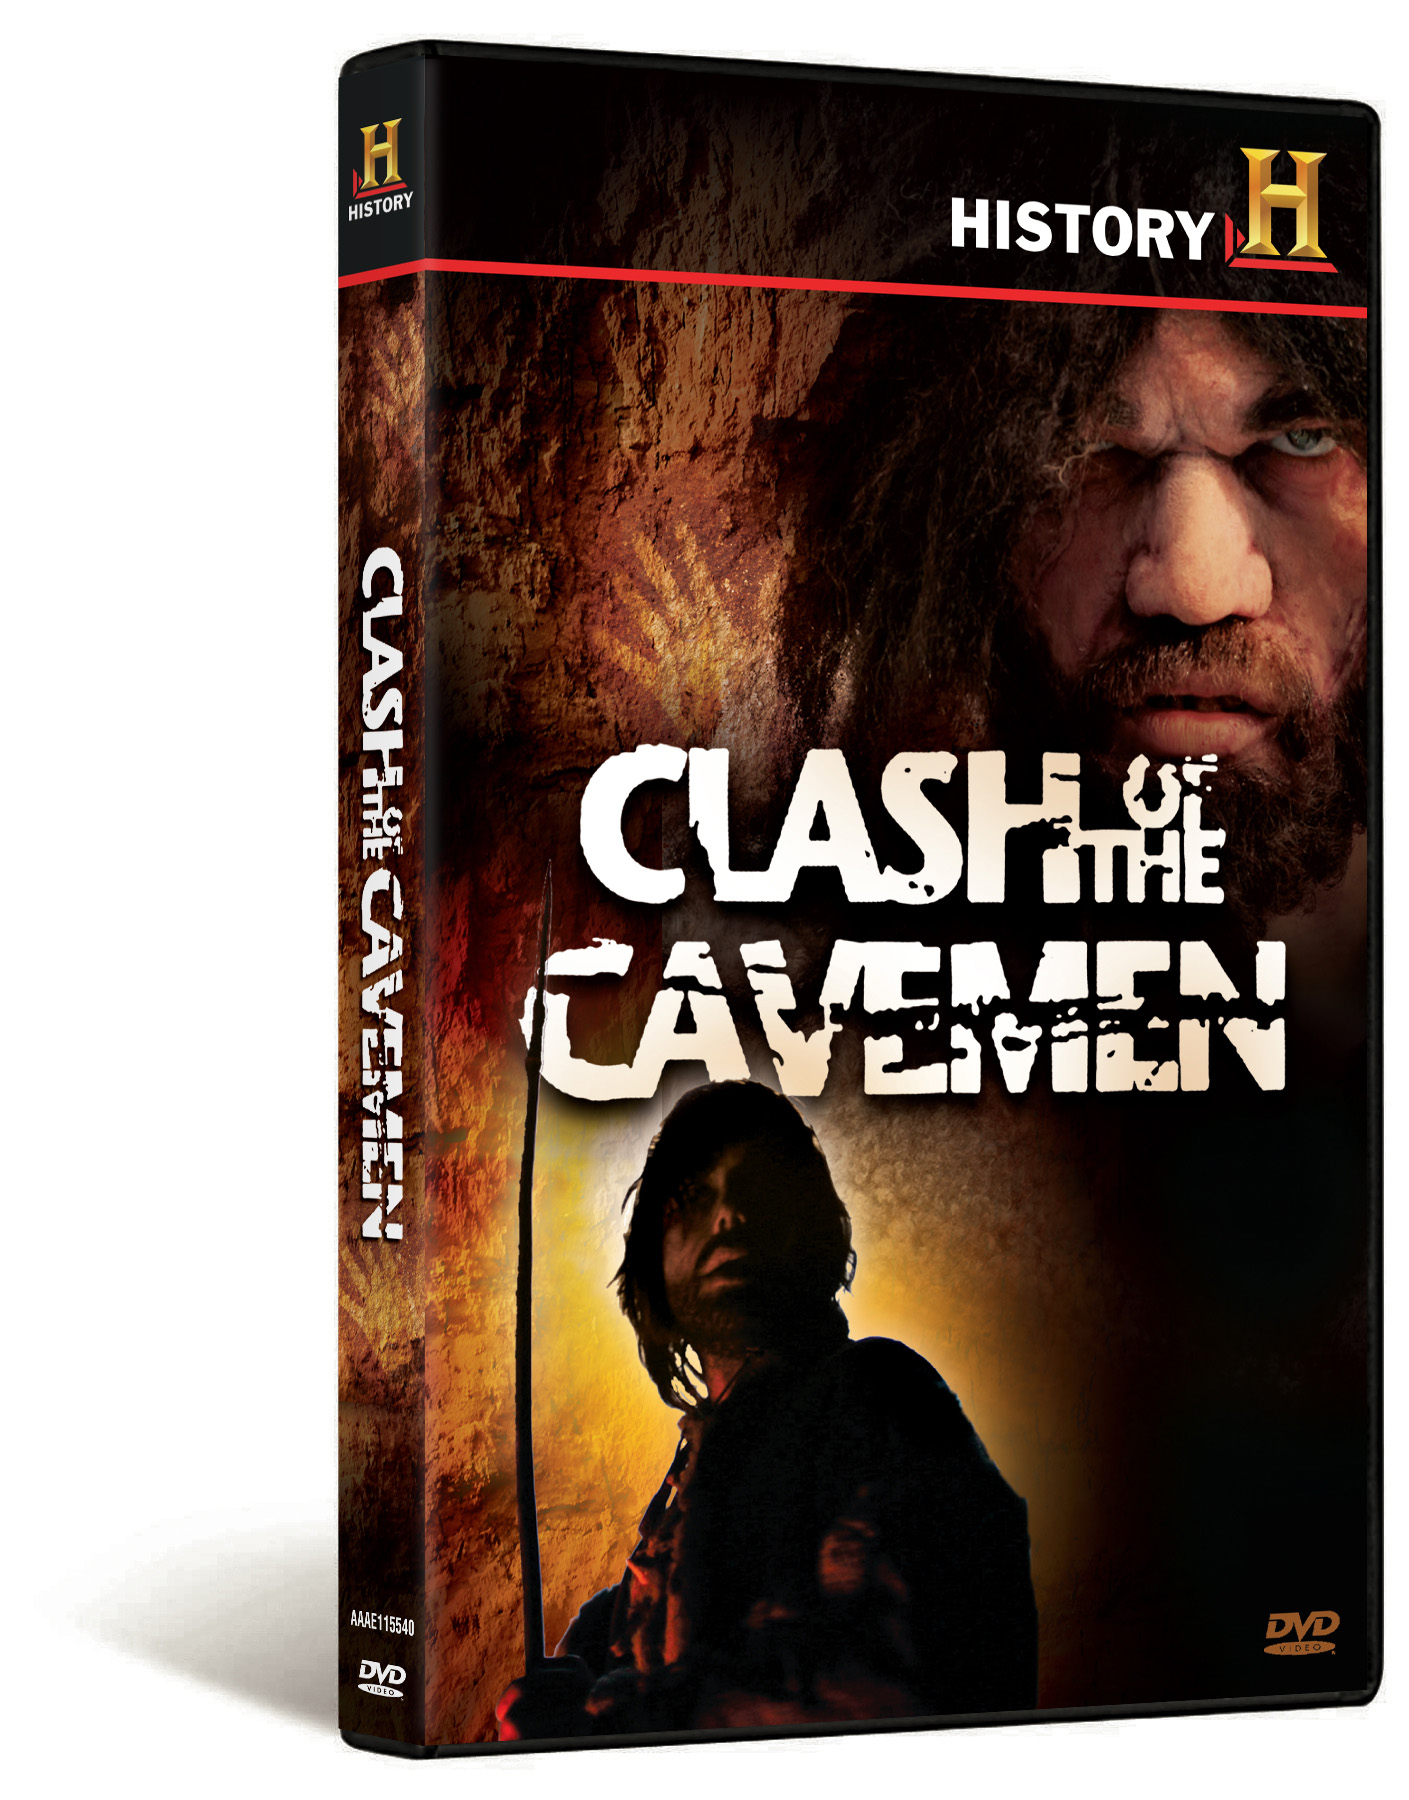 H
HISTORY
CLASH OF THE CAVEMEN
AAAE115540
DVD
VIDEO
HISTORY H
CLASH OF
THE
CAVEMEN
DVD
VIDEO